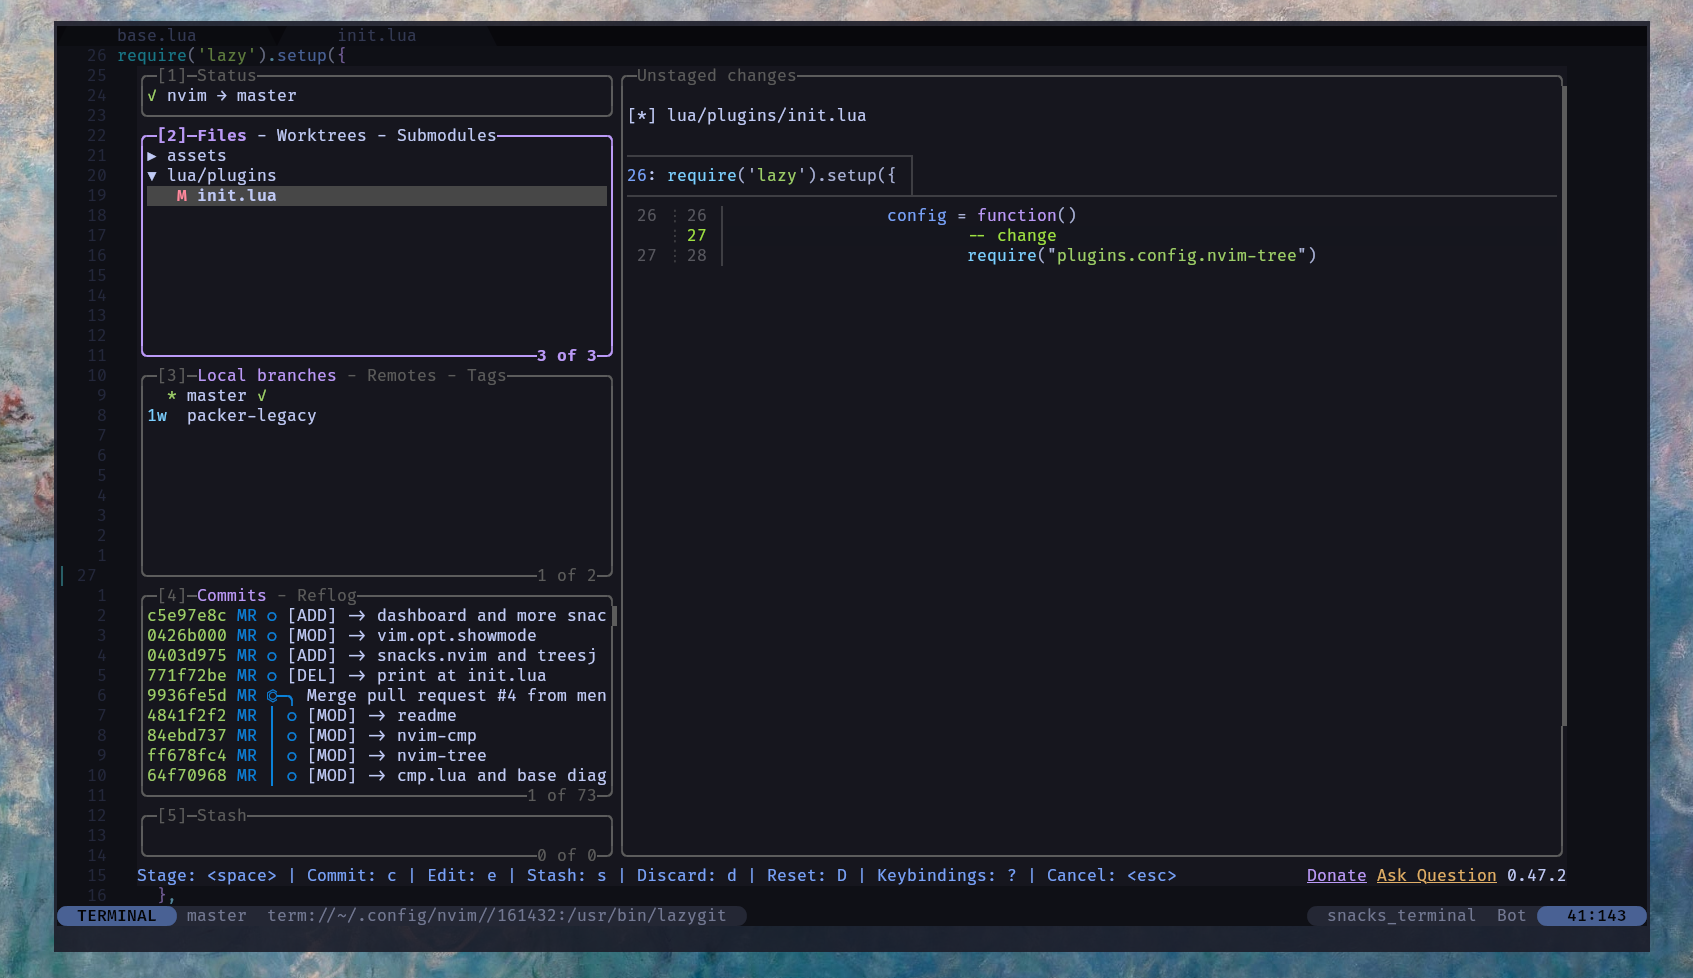 base.lua init.lua
26 require('lazy').setup({
25
[1]—Status
24
√ nvim → master
23
22
[2]—Files - Worktrees - Submodules
21
▶ assets
20
▼ lua/plugins
19
M init.lua
18
17
16
15
14
13
12
11
3 of 3
10
[3]—Local branches - Remotes - Tags
9
* master √
8
1w packer-legacy
7
6
5
4
3
2
1
27
1 of 2
1
[4]—Commits - Reflog
2
c5e97e8c MR o [ADD] -> dashboard and more snac
3
0426b000 MR o [MOD] -> vim.opt.showmode
4
0403d975 MR o [ADD] -> snacks.nvim and treesj
5
771f72be MR o [DEL] -> print at init.lua
6
9936fe5d MR Merge pull request #4 from men
7
4841f2f2 MR o [MOD] -> readme
8
84ebd737 MR o [MOD] -> nvim-cmp
9
ff678fc4 MR o [MOD] -> nvim-tree
10
64f70968 MR o [MOD] -> cmp.lua and base diag
11
1 of 73
12
[5]—Stash
13
14
0 of 0
Unstaged changes
[*] lua/plugins/init.lua
26: require('lazy').setup({
26 ⋮ 26 │ config = function()
⋮ 27 │ -- change
27 ⋮ 28 │ require("plugins.config.nvim-tree")
15
Stage: <space> | Commit: c | Edit: e | Stash: s | Discard: d | Reset: D | Keybindings: ? | Cancel: <esc> Donate Ask Question 0.47.2
16 },
TERMINAL master term://~/.config/nvim//161432:/usr/bin/lazygit snacks_terminal Bot 41:143